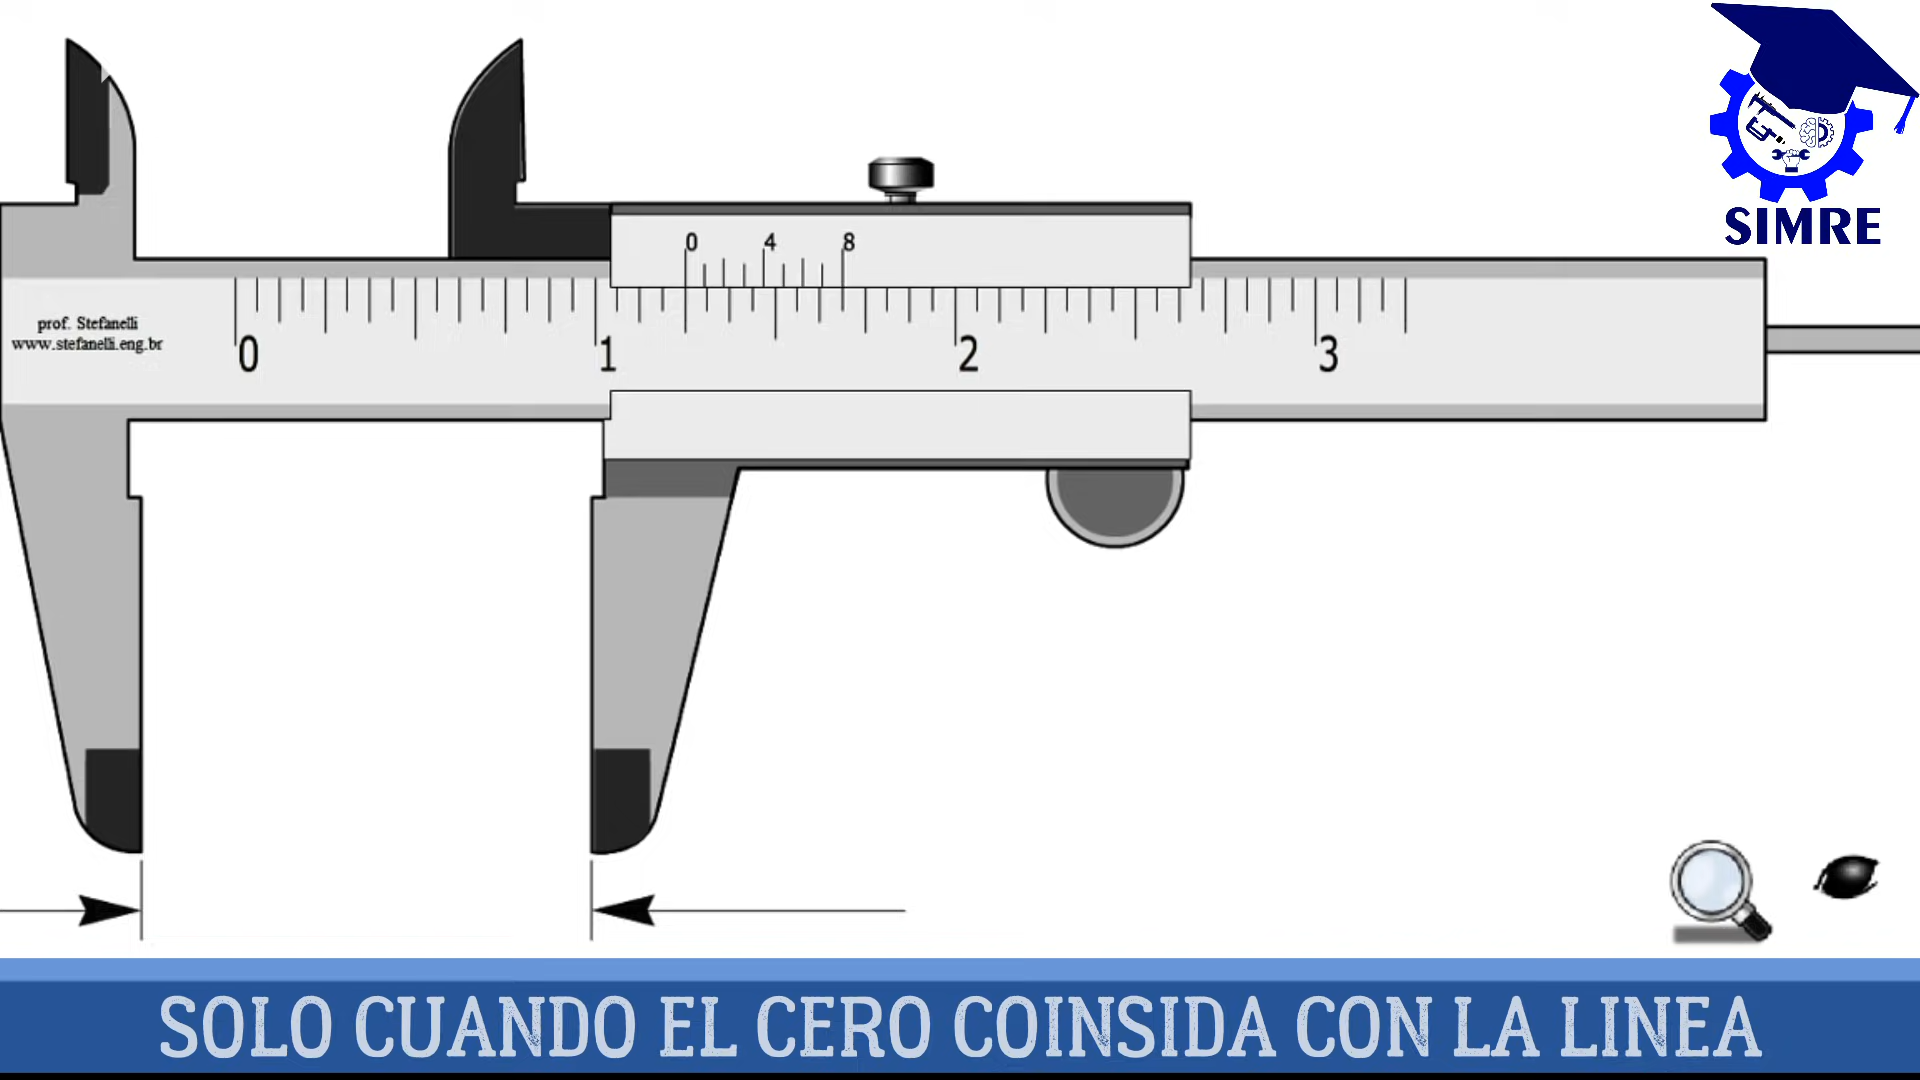 SIMRE
0 4 8
prof. Stefanelli
www.stefanelli.eng.br
0 1 2 3
SOLO CUANDO EL CERO COINSIDA CON LA LINEA